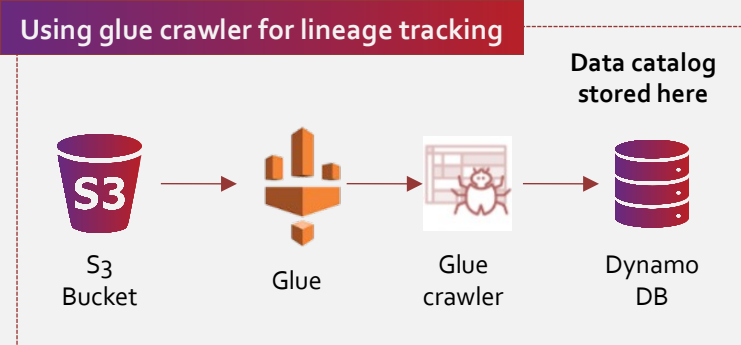 Using glue crawler for lineage tracking
Data catalog
stored here
S3
S3
Bucket
Glue
Glue
crawler
Dynamo
DB